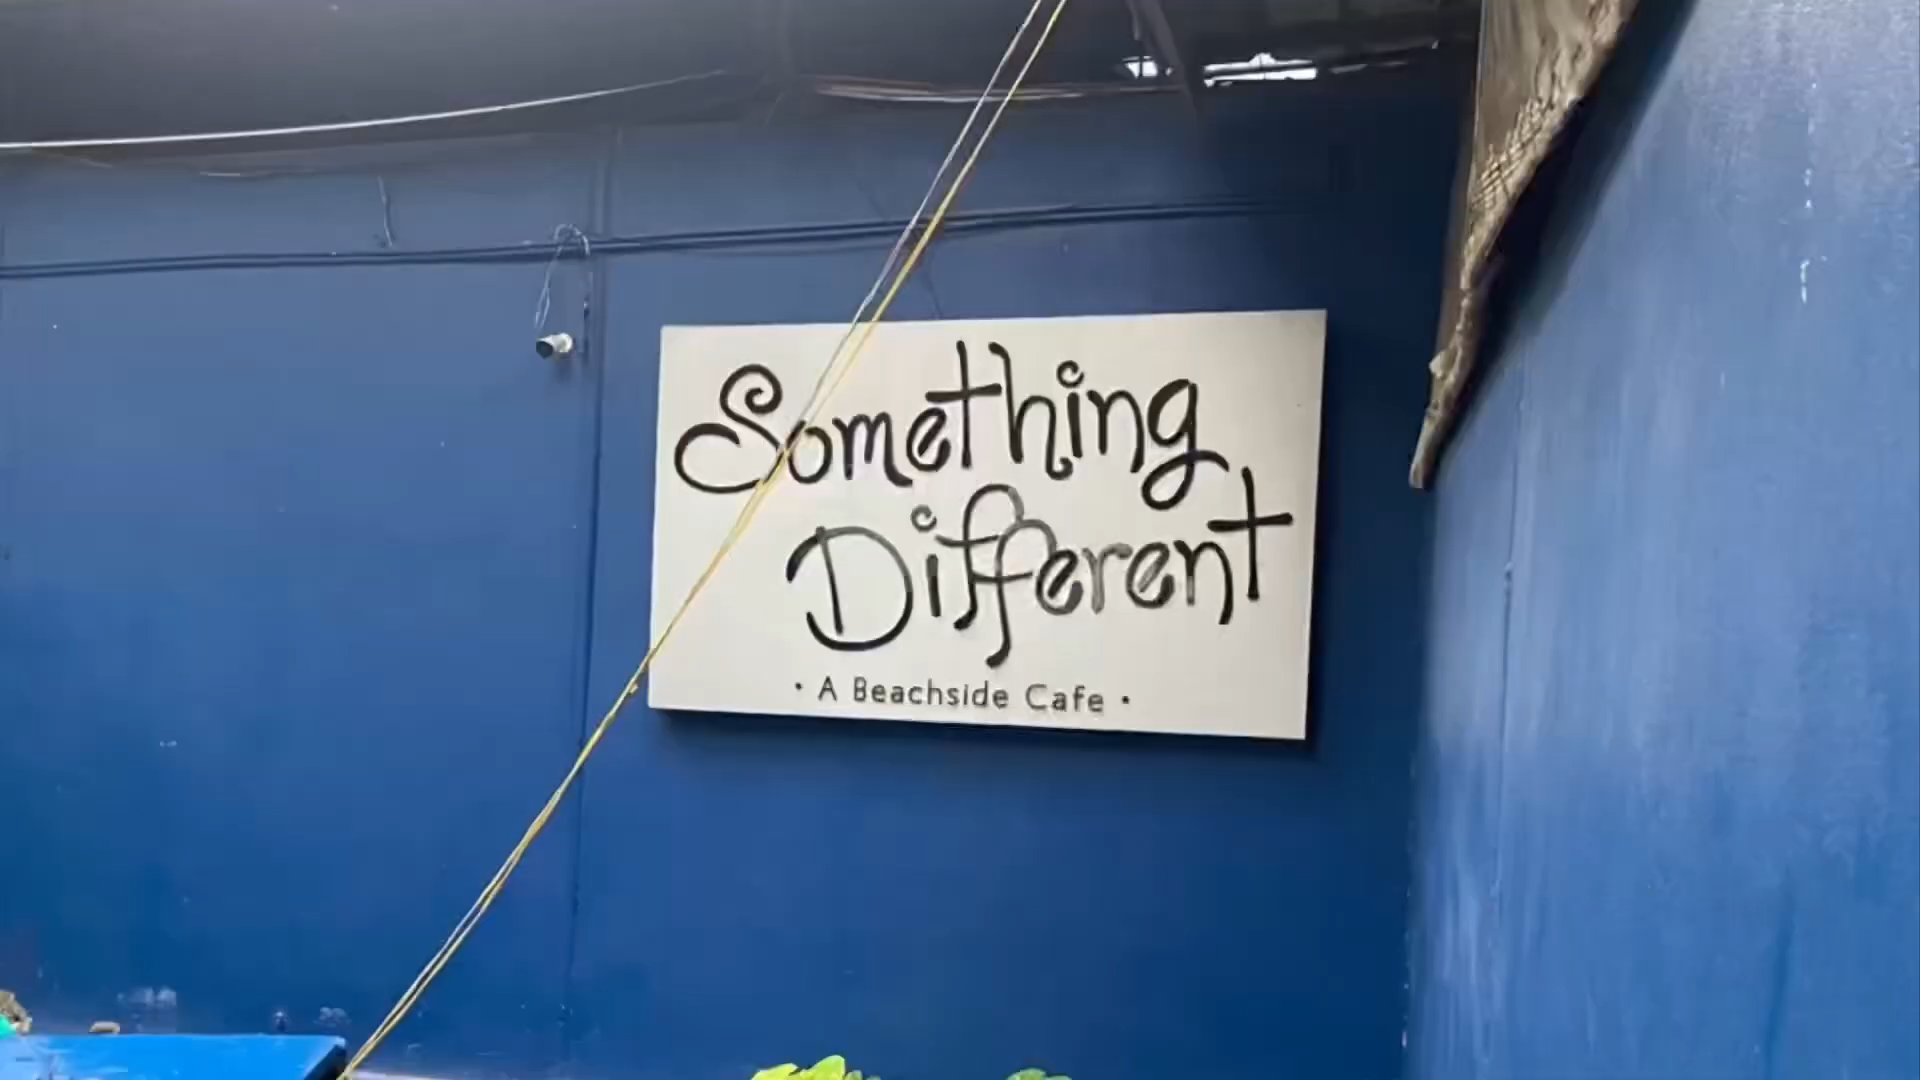 Something
Different
• A Beachside Cafe •